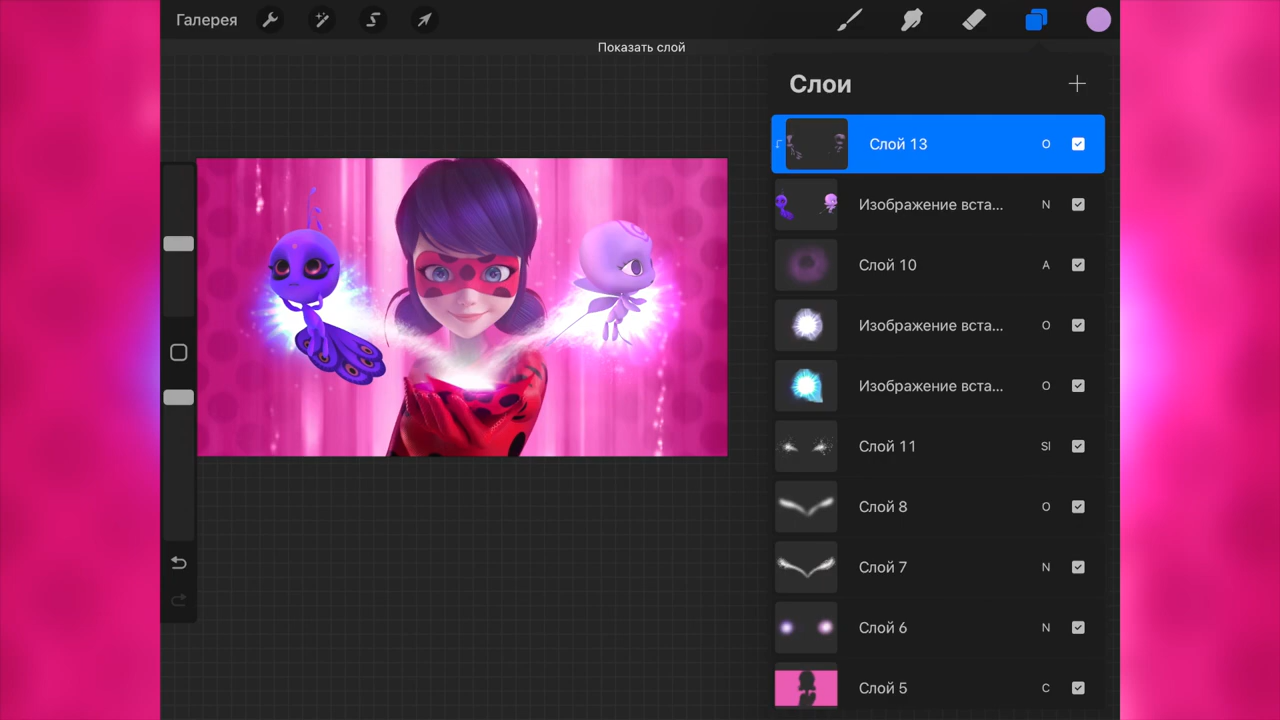 Галерея
Показать слой
Слои
Слой 13 O
Изображение вста... N
Слой 10 A
Изображение вста... O
Изображение вста... O
Слой 11 Sl
Слой 8 O
Слой 7 N
Слой 6 N
Слой 5 C